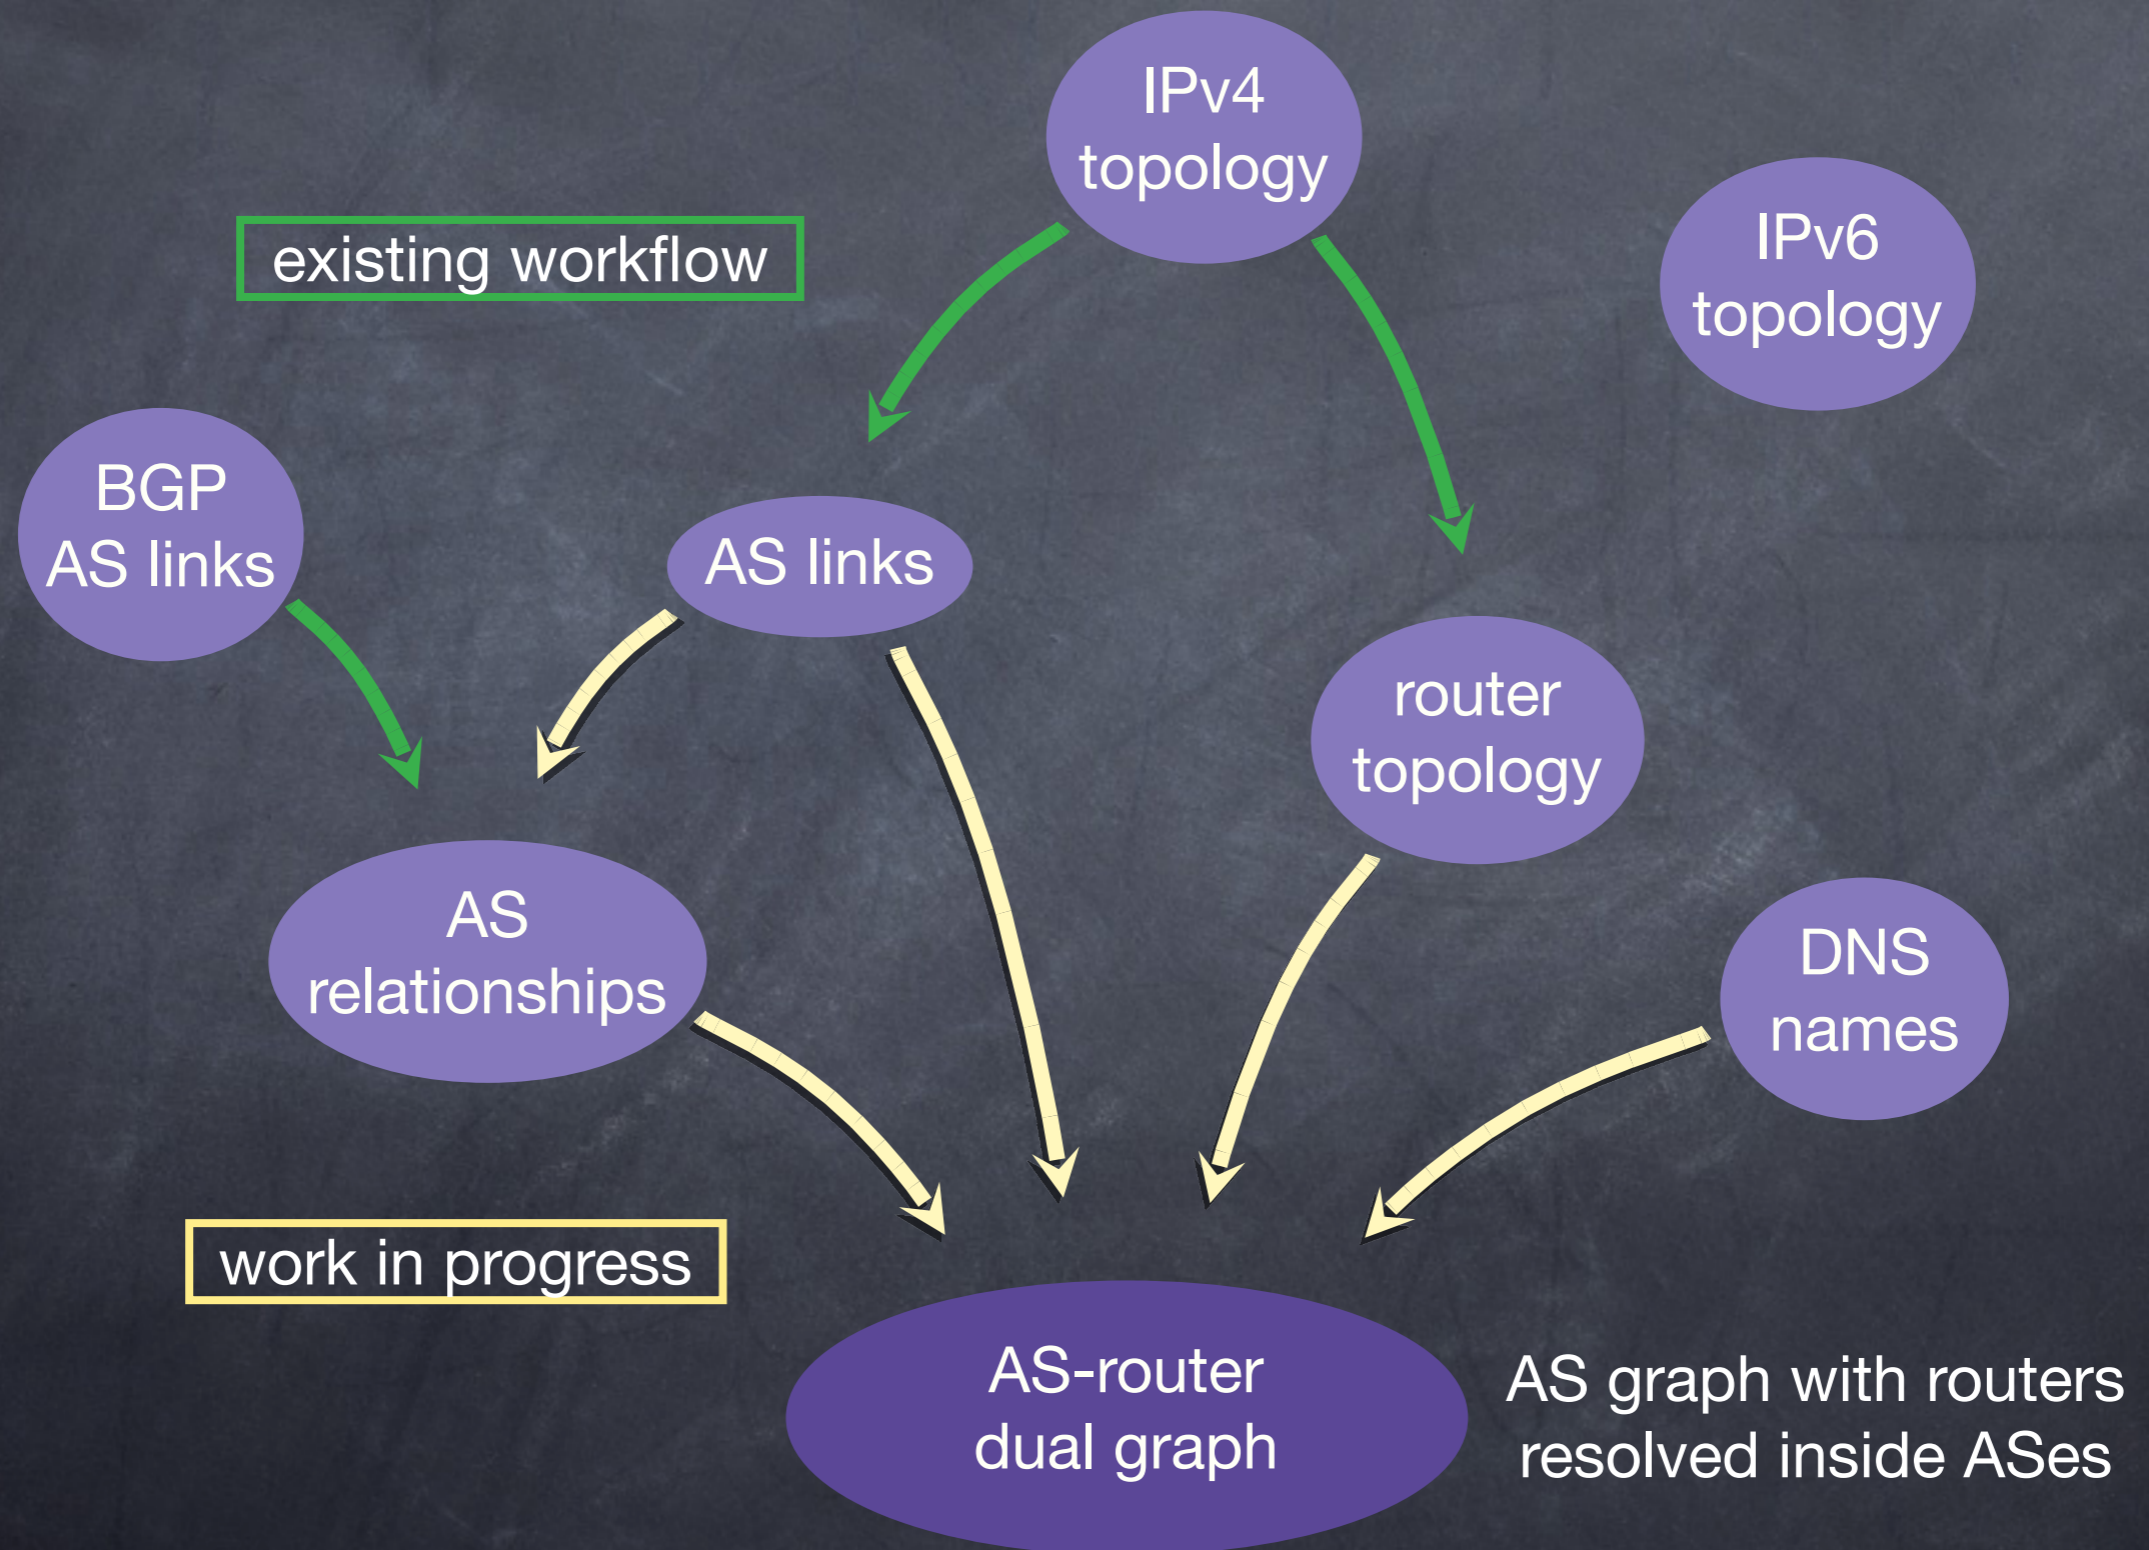 IPv4
topology
IPv6
topology
existing workflow
BGP
AS links
AS links
router
topology
AS
relationships
DNS
names
work in progress
AS-router
dual graph
AS graph with routers
resolved inside ASes